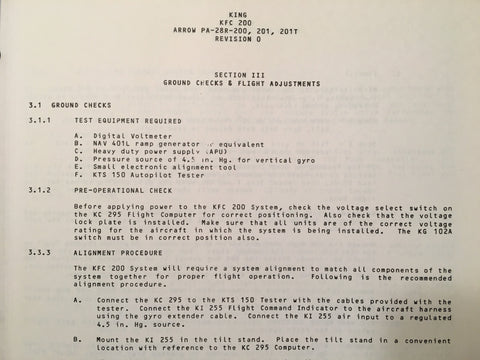 KING
KFC 200
ARROW PA-28R-200, 201, 201T
REVISION 0
SECTION III
GROUND CHECKS & FLIGHT ADJUSTMENTS
3.1 GROUND CHECKS
3.1.1 TEST EQUIPMENT REQUIRED
A. Digital Voltmeter
B. NAV 401L ramp generator or equivalent
C. Heavy duty power supply (APU)
D. Pressure source of 4.5 in. Hg. for vertical gyro
E. Small electronic alignment tool
F. KTS 150 Autopilot Tester
3.1.2 PRE-OPERATIONAL CHECK
Before applying power to the KFC 200 System, check the voltage select switch on
the KC 295 Flight Computer for correct positioning. Also check that the voltage
lock plate is installed. Make sure that all units are of the correct voltage
rating for the aircraft in which the system is being installed. The KG 102A
switch must be in correct position also.
3.3.3 ALIGNMENT PROCEDURE
The KFC 200 System will require a system alignment to match all components of the
system together for proper flight operation. Following is the recommended
alignment procedure.
A. Connect the KC 295 to the KTS 150 Tester with the cables provided with the
tester. Connect the KI 255 Flight Command Indicator to the aircraft harness
using the gyro extender cable. Connect the KI 255 air input to a regulated
4.5 in. Hg. source.
B. Mount the KI 255 in the tilt stand. Place the tilt stand in a convenient
location with reference to the KC 295 Computer.